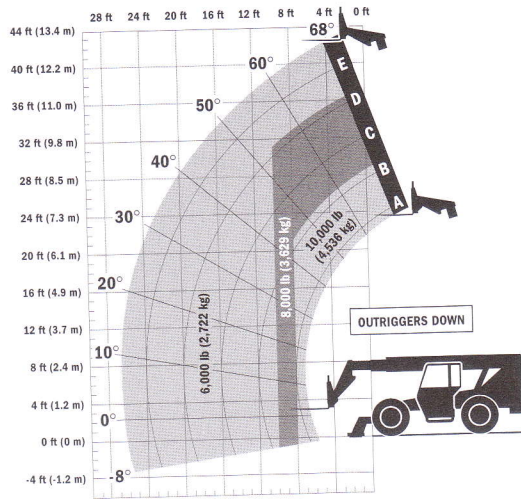 28 ft 24 ft 20 ft 16 ft 12 ft 8 ft 4 ft 0 ft
44 ft (13.4 m)
68°
40 ft (12.2 m)
60°
E
36 ft (11.0 m)
50°
D
32 ft (9.8 m)
40°
C
28 ft (8.5 m)
B
24 ft (7.3 m)
30°
A
20 ft (6.1 m)
10,000 lb
(4,536 kg)
8,000 lb (3,629 kg)
16 ft (4.9 m)
20°
6,000 lb (2,722 kg)
12 ft (3.7 m)
OUTRIGGERS DOWN
8 ft (2.4 m)
10°
4 ft (1.2 m)
0°
0 ft (0 m)
-4 ft (-1.2 m)
-8°